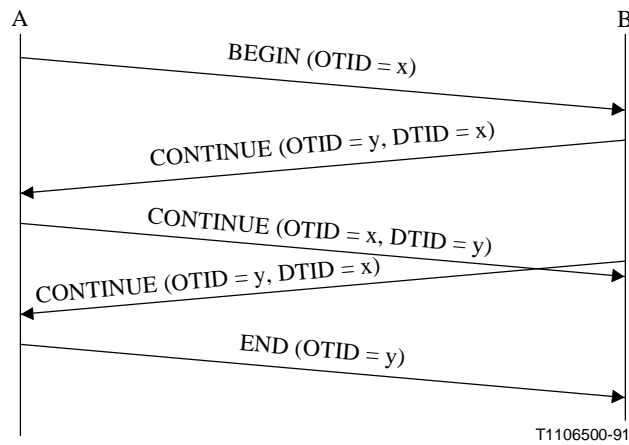 A
B
BEGIN (OTID = x)
CONTINUE (OTID = y, DTID = x)
CONTINUE (OTID = x, DTID = y)
CONTINUE (OTID = y, DTID = x)
END (OTID = y)
T1106500-91